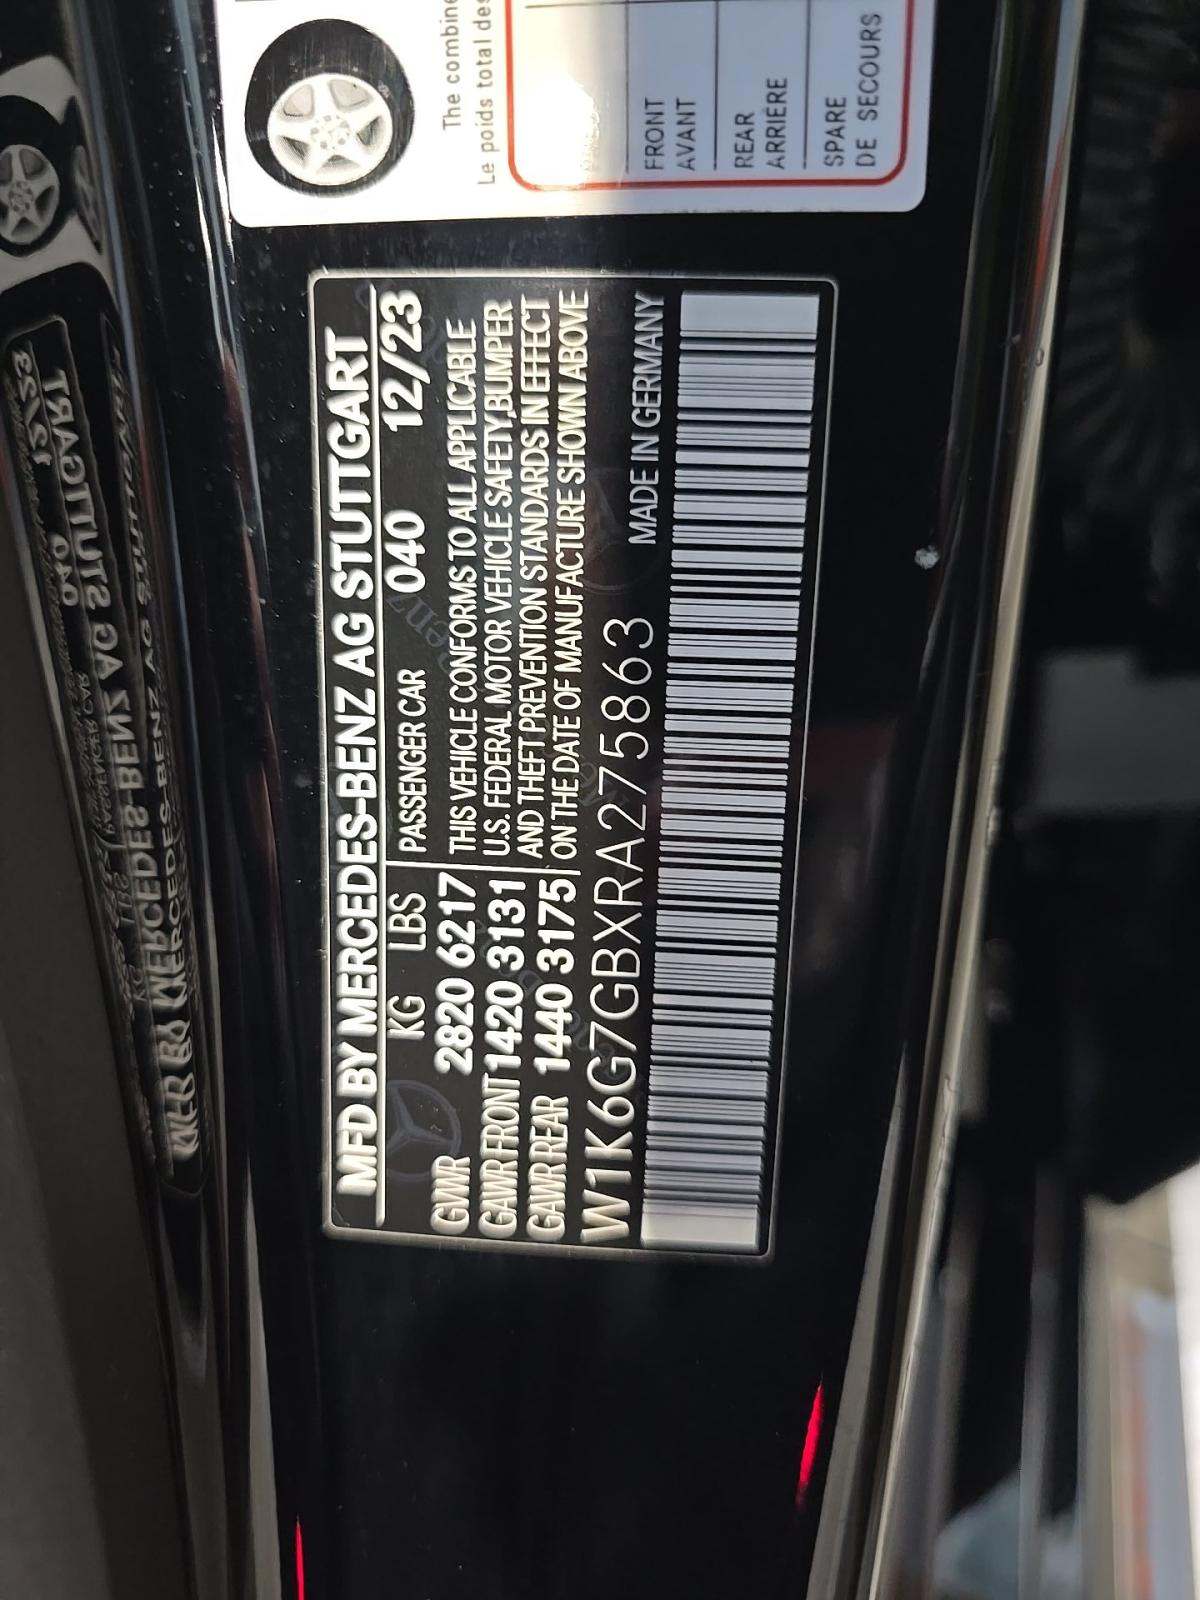 MFD BY MERCEDES-BENZ AG STUTTGART
KG LBS PASSENGER CAR 040 12/23
GVWR 2820 6217 THIS VEHICLE CONFORMS TO ALL APPLICABLE
GAWR FRONT 1420 3131 U.S. FEDERAL MOTOR VEHICLE SAFETY,BUMPER
GAWR REAR 1440 3175 AND THEFT PREVENTION STANDARDS IN EFFECT
ON THE DATE OF MANUFACTURE SHOWN ABOVE
W1K6G7GBXRA275863 MADE IN GERMANY
The combine
Le poids total des
FRONT
AVANT
REAR
ARRIÈRE
SPARE
DE SECOURS